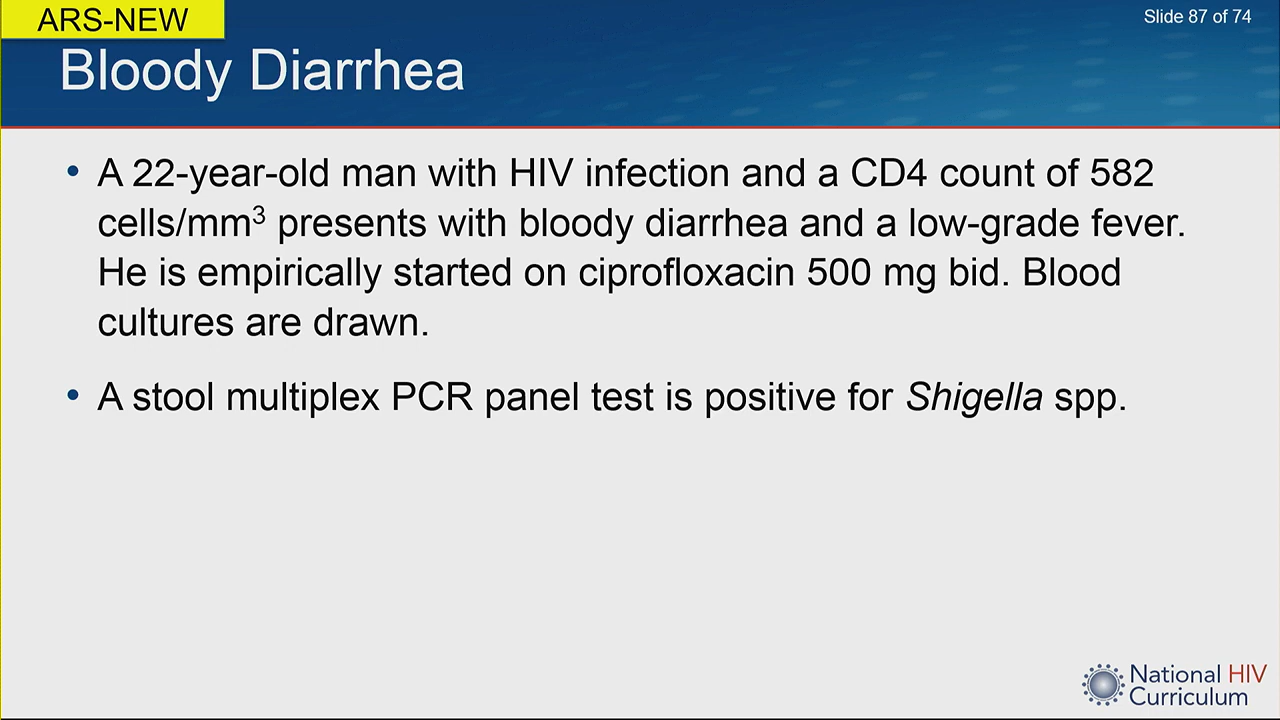 ARS-NEW
Slide 87 of 74
Bloody Diarrhea
• A 22-year-old man with HIV infection and a CD4 count of 582
cells/mm³ presents with bloody diarrhea and a low-grade fever.
He is empirically started on ciprofloxacin 500 mg bid. Blood
cultures are drawn.
• A stool multiplex PCR panel test is positive for Shigella spp.
National HIV
Curriculum